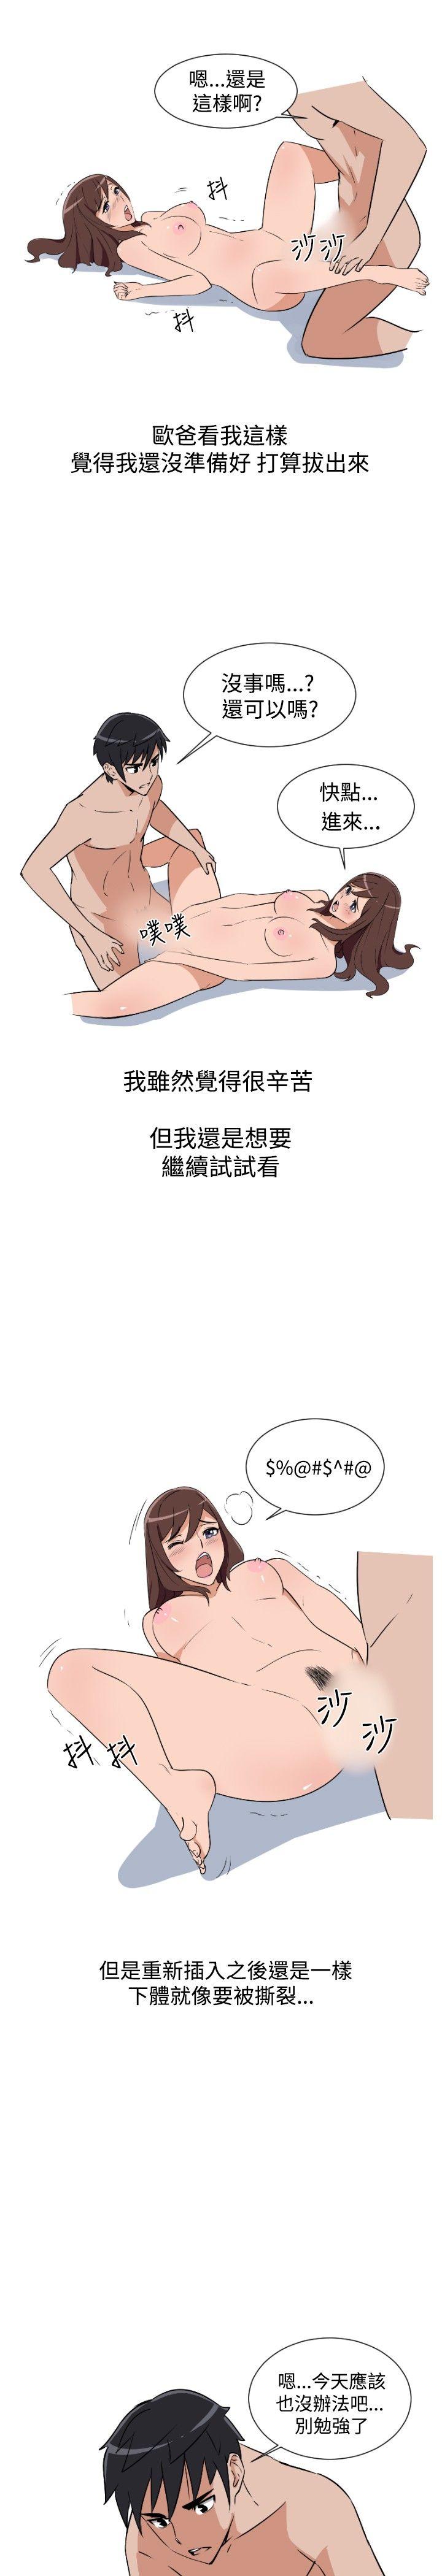 嗯...還是
這樣啊?
抖
沙沙
抖
歐爸看我這樣
覺得我還沒準備好 打算拔出來
沒事嗎...?
還可以嗎?
快點...
進來...
噗噗
我雖然覺得很辛苦
但我還是想要
繼續試試看
$%@#$^#@
沙
沙
抖 抖
但是重新插入之後還是一樣
下體就像要被撕裂...
嗯...今天應該
也沒辦法吧...
別勉強了